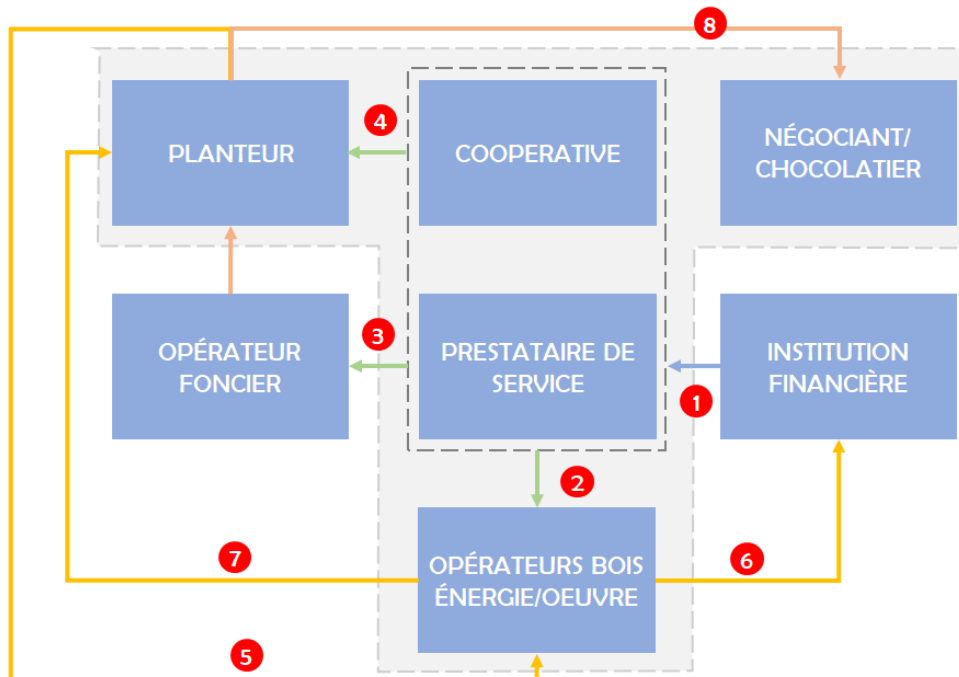 8
4
PLANTEUR
COOPERATIVE
NÉGOCIANT/
CHOCOLATIER
3
OPÉRATEUR
FONCIER
PRESTATAIRE DE
SERVICE
INSTITUTION
FINANCIÈRE
1
2
7
OPÉRATEURS BOIS
ÉNERGIE/OEUVRE
6
5